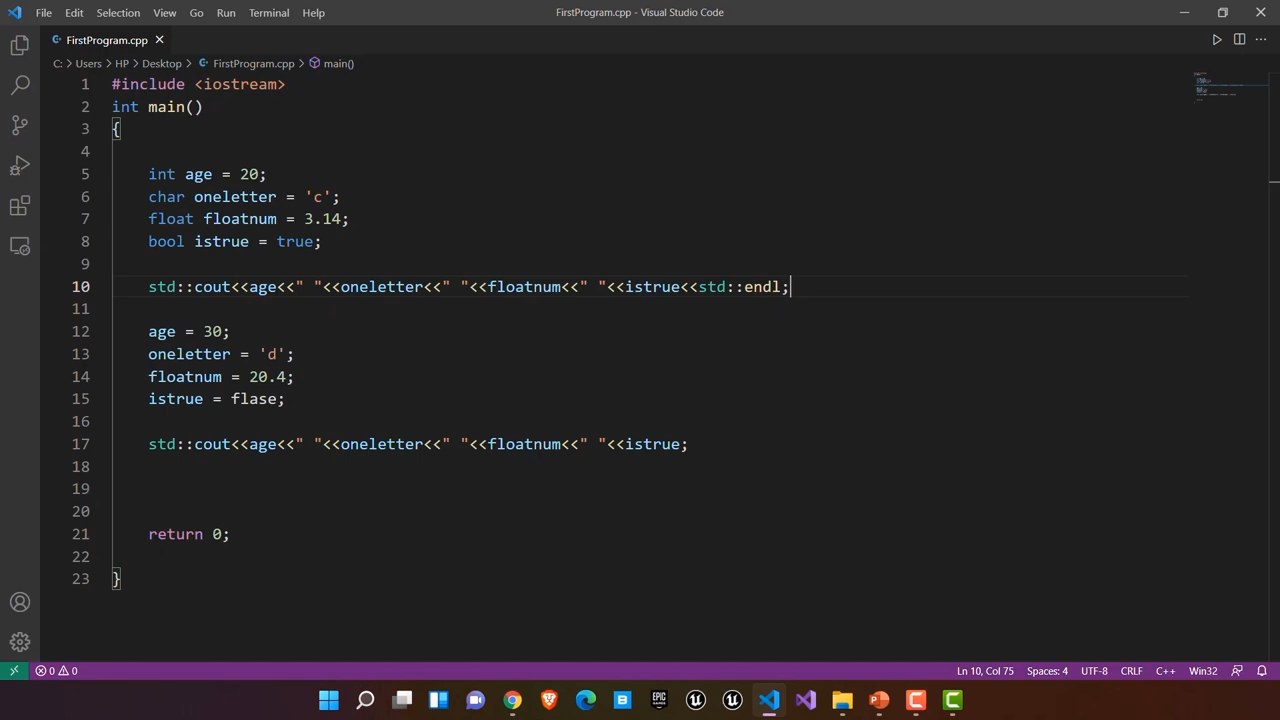 File Edit Selection View Go Run Terminal Help FirstProgram.cpp - Visual Studio Code
FirstProgram.cpp
C: > Users > HP > Desktop > FirstProgram.cpp > main()
1 #include <iostream>
2 int main()
3 {
4
5 int age = 20;
6 char oneletter = 'c';
7 float floatnum = 3.14;
8 bool istrue = true;
9
10 std::cout<<age<<" "<<oneletter<<" "<<floatnum<<" "<<istrue<<std::endl;
11
12 age = 30;
13 oneletter = 'd';
14 floatnum = 20.4;
15 istrue = flase;
16
17 std::cout<<age<<" "<<oneletter<<" "<<floatnum<<" "<<istrue;
18
19
20
21 return 0;
22
23 }
0 0 Ln 10, Col 75 Spaces: 4 UTF-8 CRLF C++ Win32